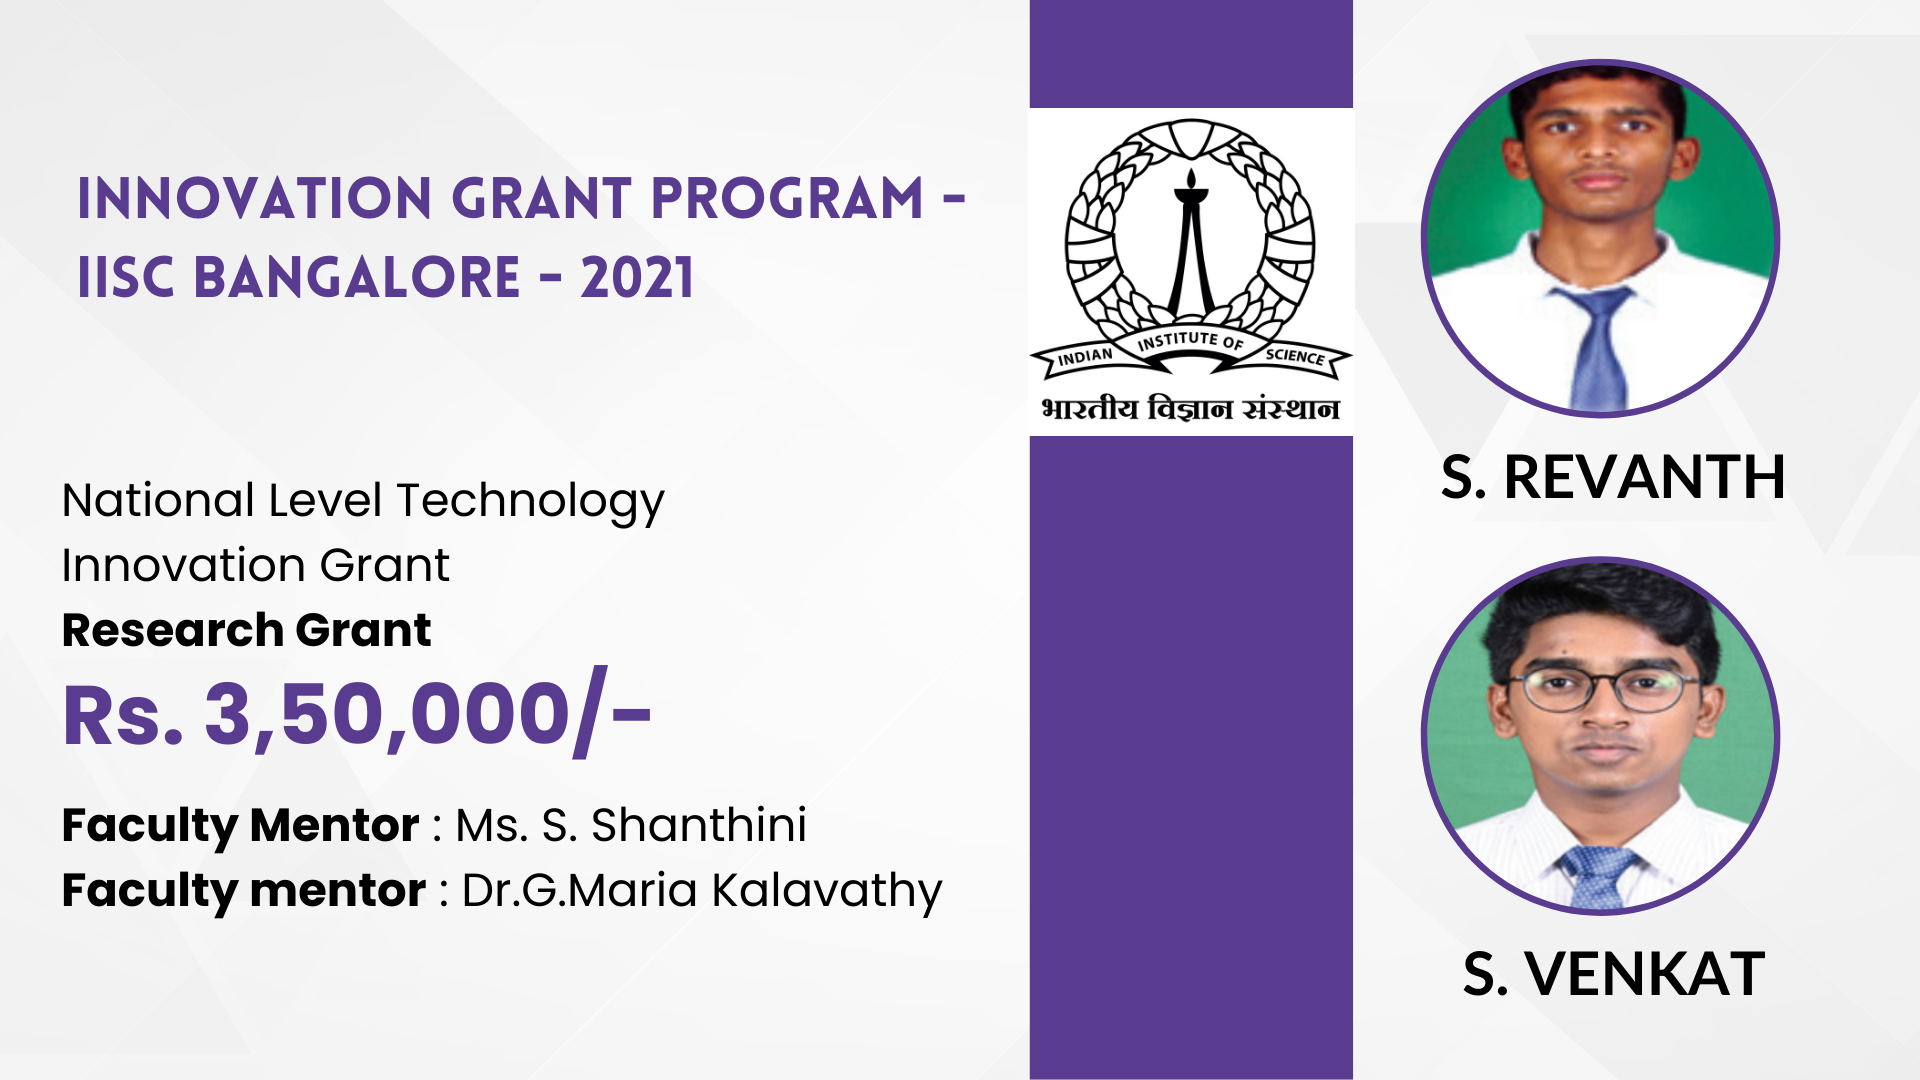 INNOVATION GRANT PROGRAM -
IISC BANGALORE - 2021
National Level Technology
Innovation Grant
Research Grant
Rs. 3,50,000/-
Faculty Mentor : Ms. S. Shanthini
Faculty mentor : Dr.G.Maria Kalavathy
INDIAN INSTITUTE OF SCIENCE
भारतीय विज्ञान संस्थान
S. REVANTH
S. VENKAT